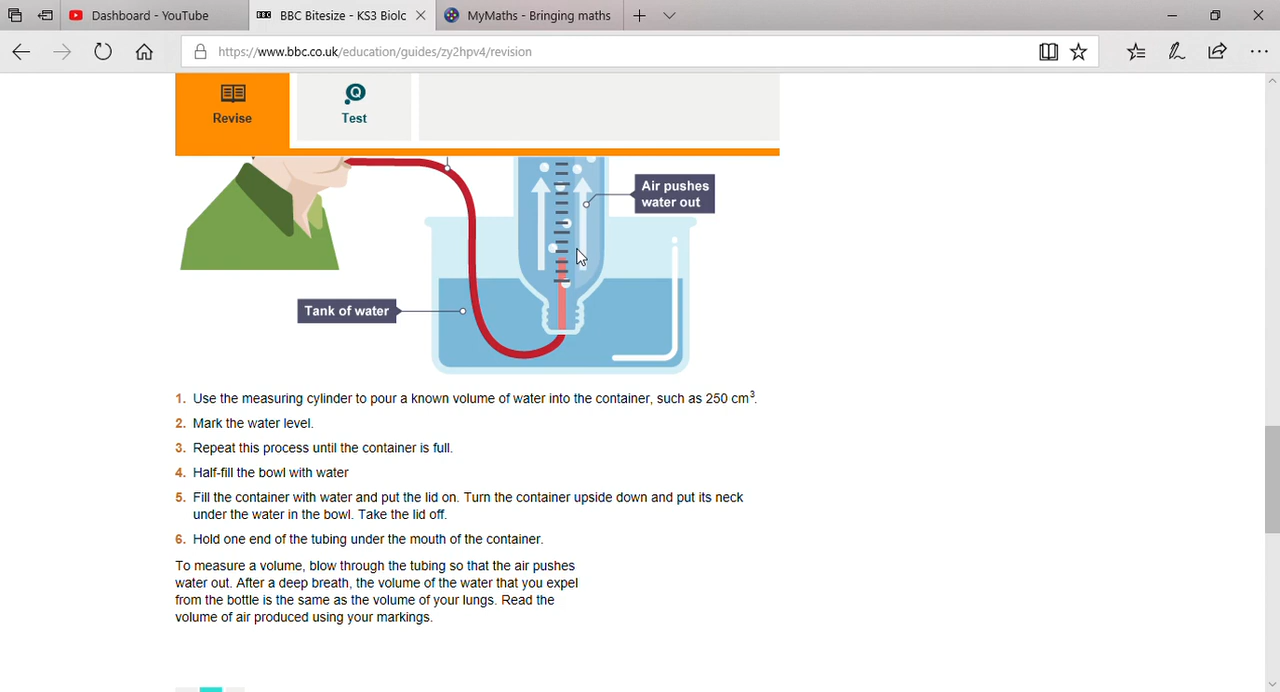 Dashboard - YouTube
BBC BBC Bitesize - KS3 Biolc
MyMaths - Bringing maths
https://www.bbc.co.uk/education/guides/zy2hpv4/revision
Revise
Q
Test
Air pushes
water out
Tank of water
1. Use the measuring cylinder to pour a known volume of water into the container, such as 250 cm³.
2. Mark the water level.
3. Repeat this process until the container is full.
4. Half-fill the bowl with water
5. Fill the container with water and put the lid on. Turn the container upside down and put its neck
under the water in the bowl. Take the lid off.
6. Hold one end of the tubing under the mouth of the container.
To measure a volume, blow through the tubing so that the air pushes
water out. After a deep breath, the volume of the water that you expel
from the bottle is the same as the volume of your lungs. Read the
volume of air produced using your markings.